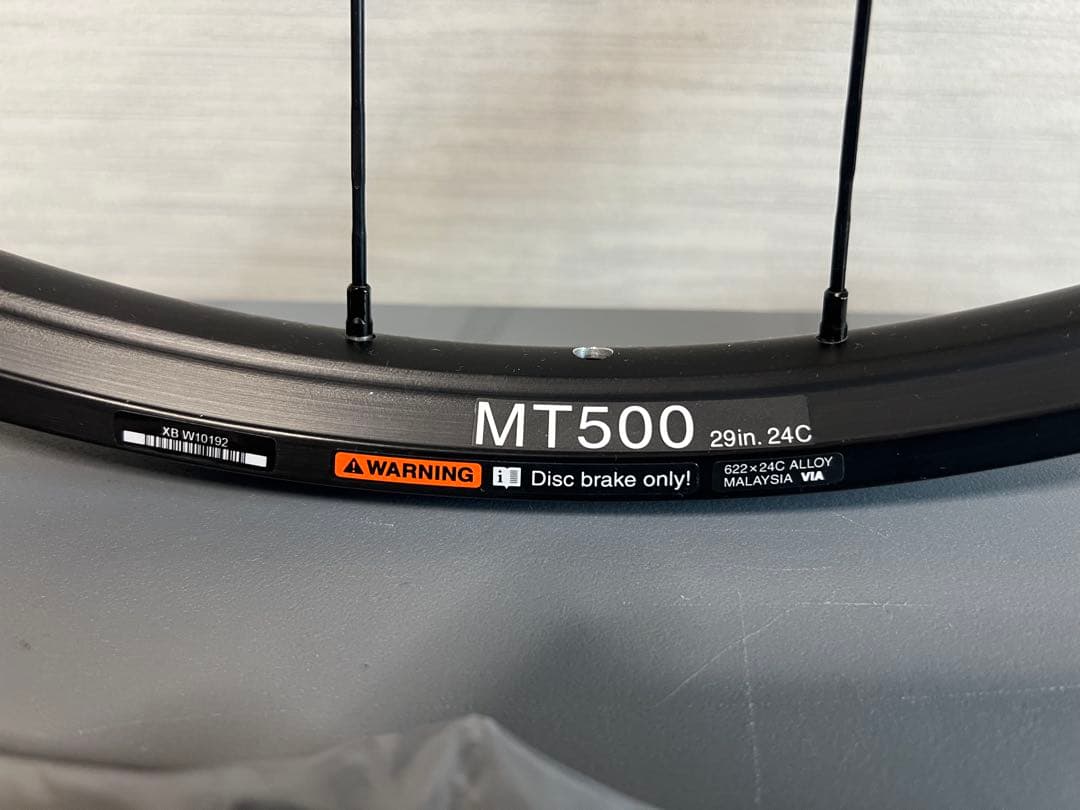 MT500 29in. 24C
XB W10192
WARNING i Disc brake only!
622×24C ALLOY
MALAYSIA VIA